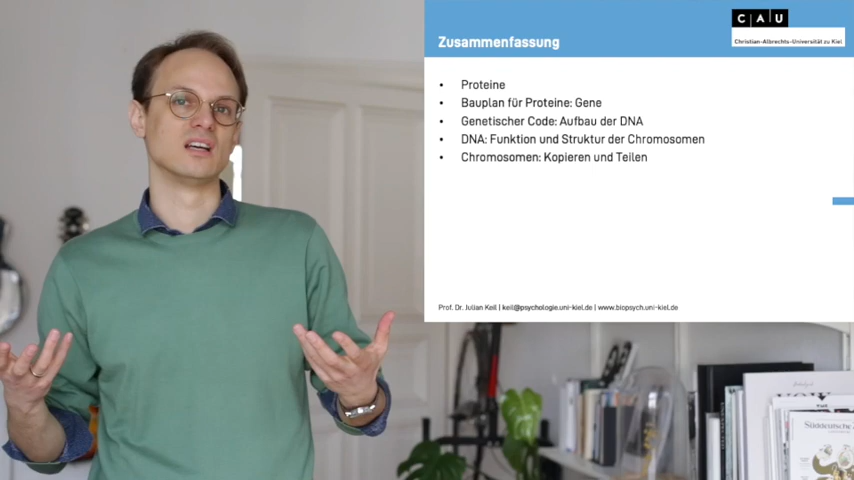 Zusammenfassung
CAU
Christian-Albrechts-Universität zu Kiel
• Proteine
• Bauplan für Proteine: Gene
• Genetischer Code: Aufbau der DNA
• DNA: Funktion und Struktur der Chromosomen
• Chromosomen: Kopieren und Teilen
Prof. Dr. Julian Keil | keil@psychologie.uni-kiel.de | www.biopsych.uni-kiel.de
Süddeutsche